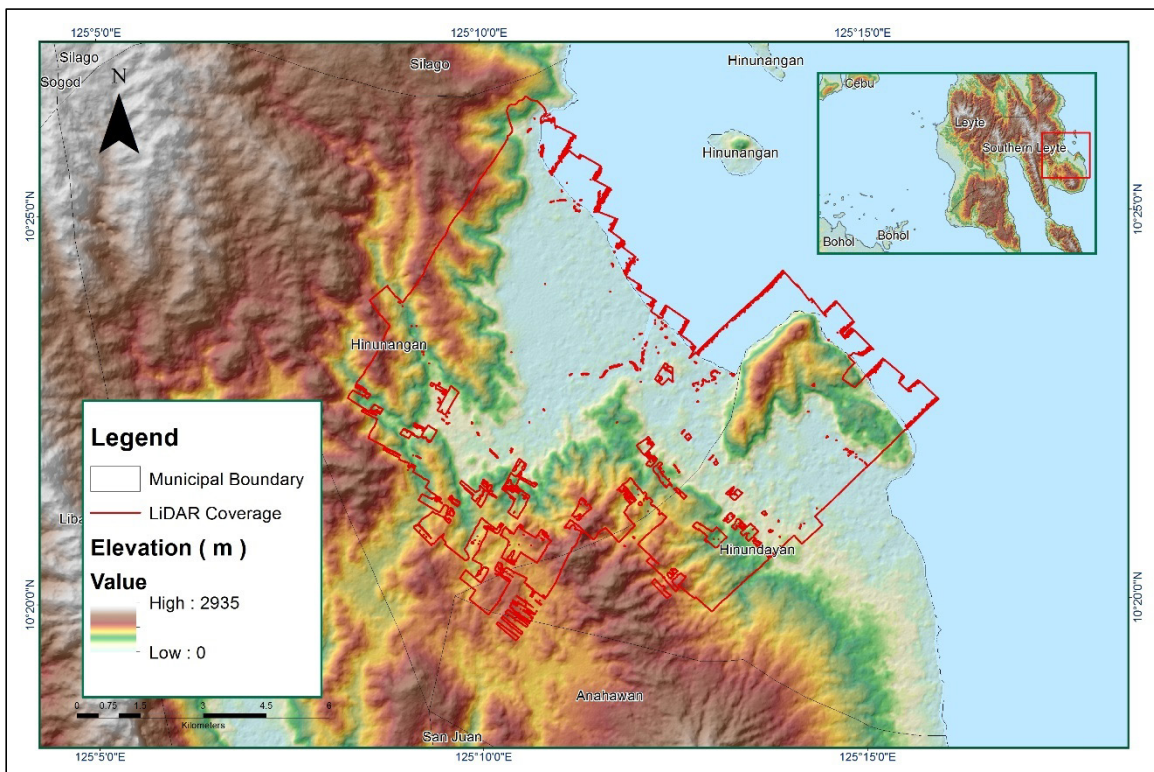 125°5'0"E
125°10'0"E
125°15'0"E
Silago
Sogod
N
Silago
Hinunangan
Hinunangan
Cebu
Leyte
Southern Leyte
Bohol
Bohol
10°25'0"N
10°25'0"N
Hinunangan
Legend
Municipal Boundary
LiDAR Coverage
Elevation ( m )
Value
High : 2935
Low : 0
Hinundayan
10°20'0"N
10°20'0"N
Anahawan
San Juan
0 0.75 1.5 3 4.5 6
Kilometers
125°5'0"E
125°10'0"E
125°15'0"E